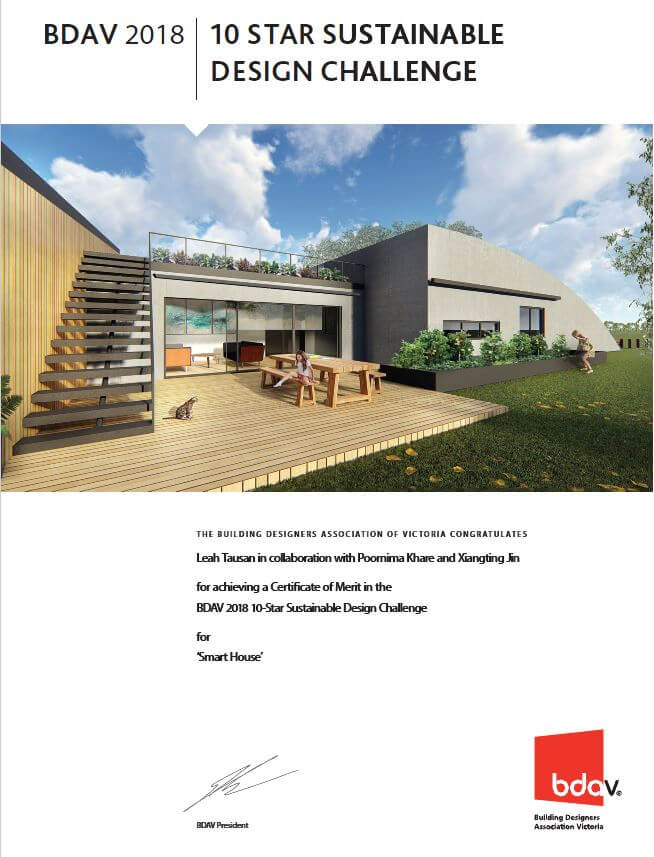 BDAV 2018
10 STAR SUSTAINABLE
DESIGN CHALLENGE
THE BUILDING DESIGNERS ASSOCIATION OF VICTORIA CONGRATULATES
Leah Tausan in collaboration with Poornima Khare and Xiangting Jin
for achieving a Certificate of Merit in the
BDAV 2018 10-Star Sustainable Design Challenge
for
‘Smart House’
BDAV President
bdav®
Building Designers
Association Victoria